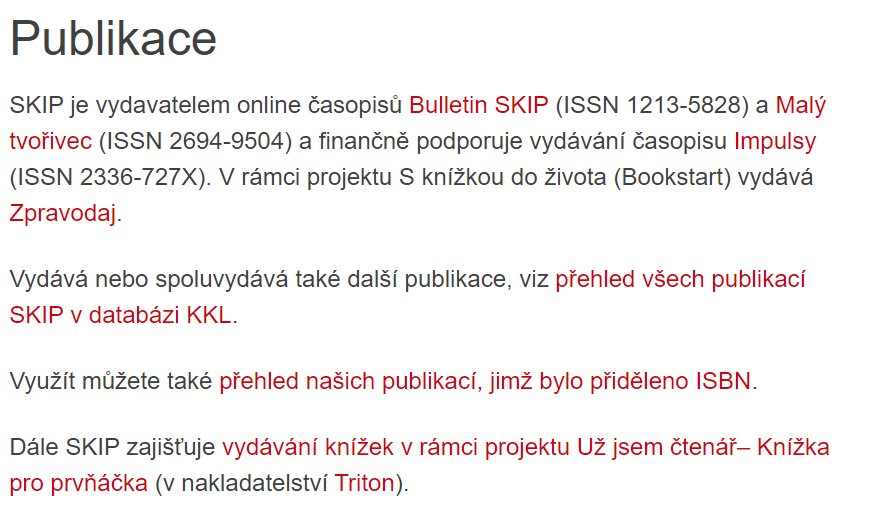 Publikace
SKIP je vydavatelem online časopisů Bulletin SKIP (ISSN 1213-5828) a Malý
tvořivec (ISSN 2694-9504) a finančně podporuje vydávání časopisu Impulsy
(ISSN 2336-727X). V rámci projektu S knížkou do života (Bookstart) vydává
Zpravodaj.
Vydává nebo spoluvydává také další publikace, viz přehled všech publikací
SKIP v databázi KKL.
Využít můžete také přehled našich publikací, jimž bylo přiděleno ISBN.
Dále SKIP zajišťuje vydávání knížek v rámci projektu Už jsem čtenář– Knížka
pro prvňáčka (v nakladatelství Triton).